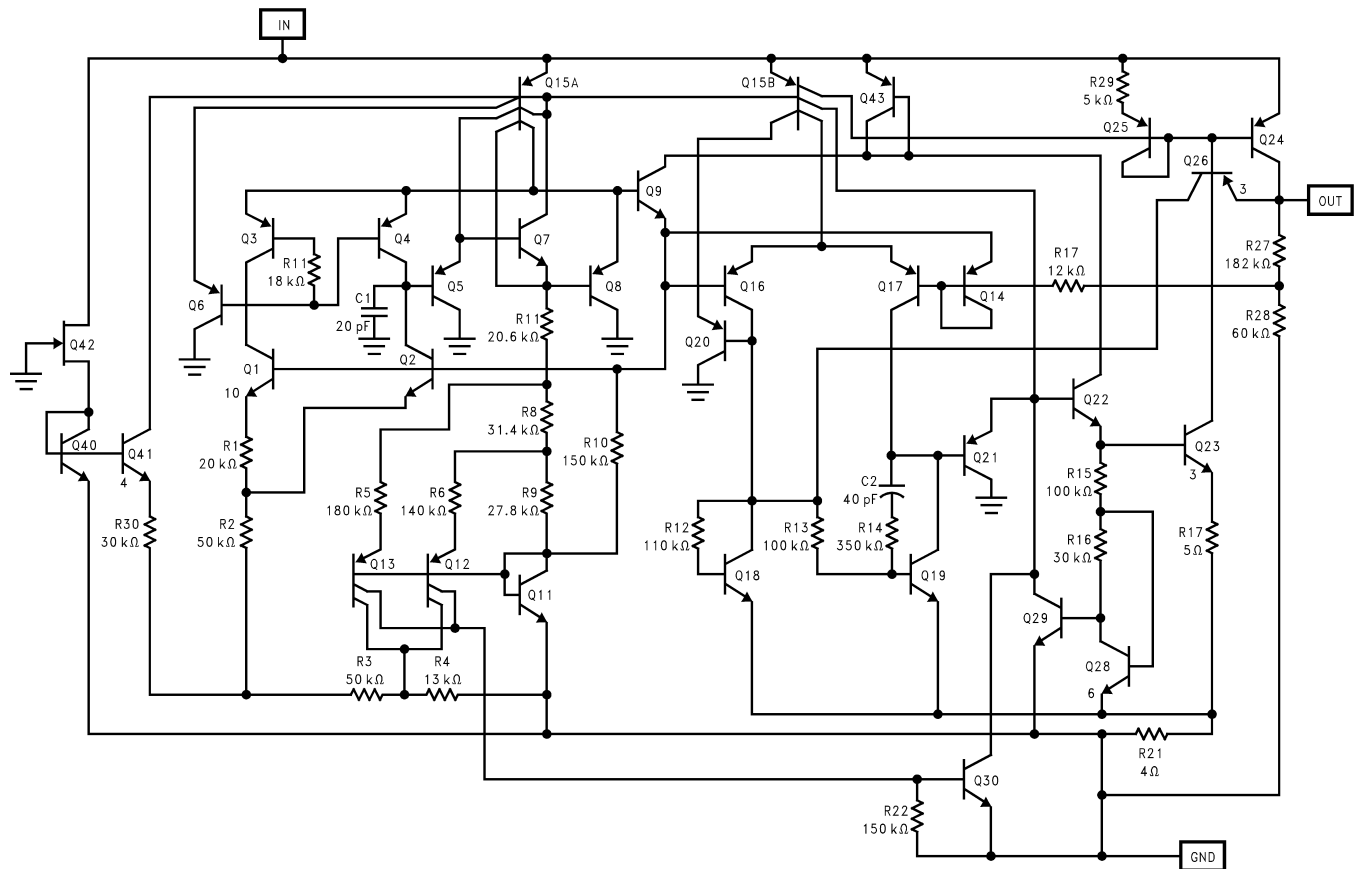 IN
Q15A
Q15B
Q43
R29
5 kΩ
Q25
Q24
Q26
3
OUT
Q9
Q3
R11
18 kΩ
Q4
Q7
R17
12 kΩ
R27
182 kΩ
Q6
C1
20 pF
Q5
Q8
Q16
Q17
Q14
R11
20.6 kΩ
R28
60 kΩ
Q42
Q2
Q20
Q1
10
Q22
R8
31.4 kΩ
Q40
Q41
4
R1
20 kΩ
R10
150 kΩ
Q21
Q23
3
R5
180 kΩ
R6
140 kΩ
R9
27.8 kΩ
C2
40 pF
R15
100 kΩ
R30
30 kΩ
R2
50 kΩ
R12
110 kΩ
R13
100 kΩ
R14
350 kΩ
R16
30 kΩ
R17
5Ω
Q13
Q12
Q11
Q18
Q19
Q29
Q28
6
R3
50 kΩ
R4
13 kΩ
R21
4Ω
Q30
R22
150 kΩ
GND